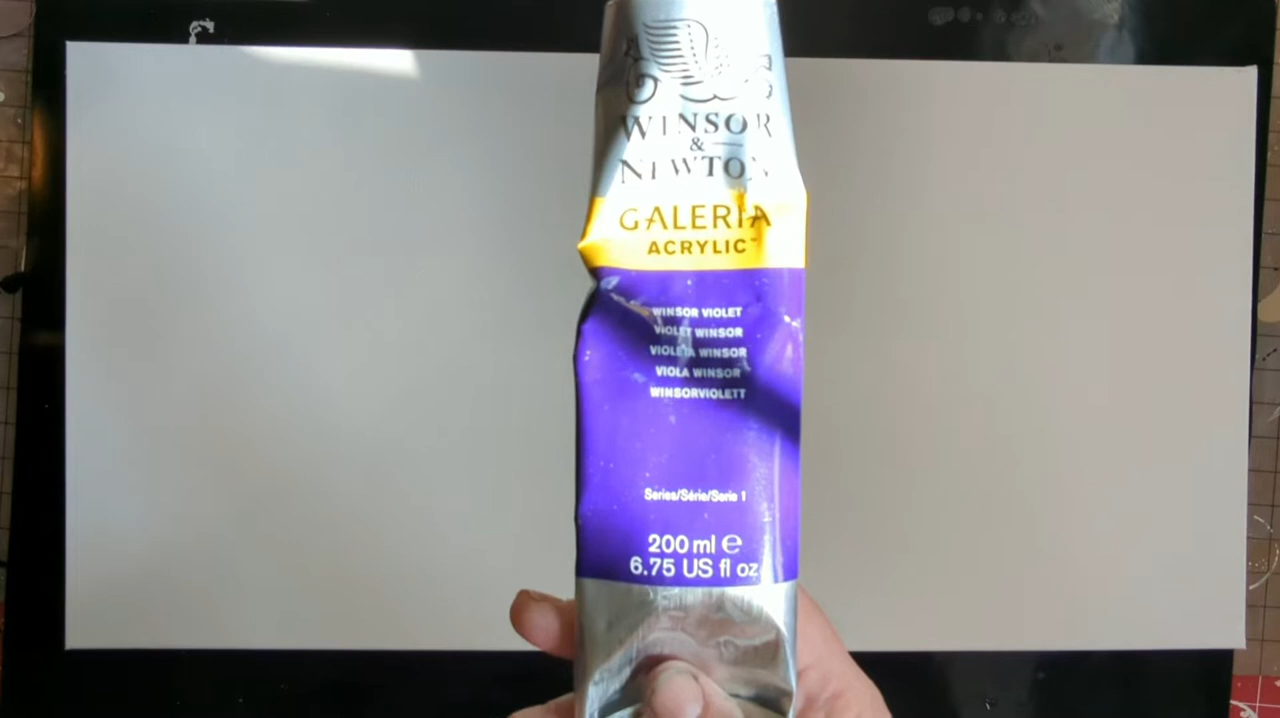 WINSOR
&
NEWTON
GALERIA
ACRYLIC™
WINSOR VIOLET
VIOLET WINSOR
VIOLETA WINSOR
VIOLA WINSOR
WINSORVIOLETT
Series/Série/Serie 1
200 ml ℮
6.75 US fl oz